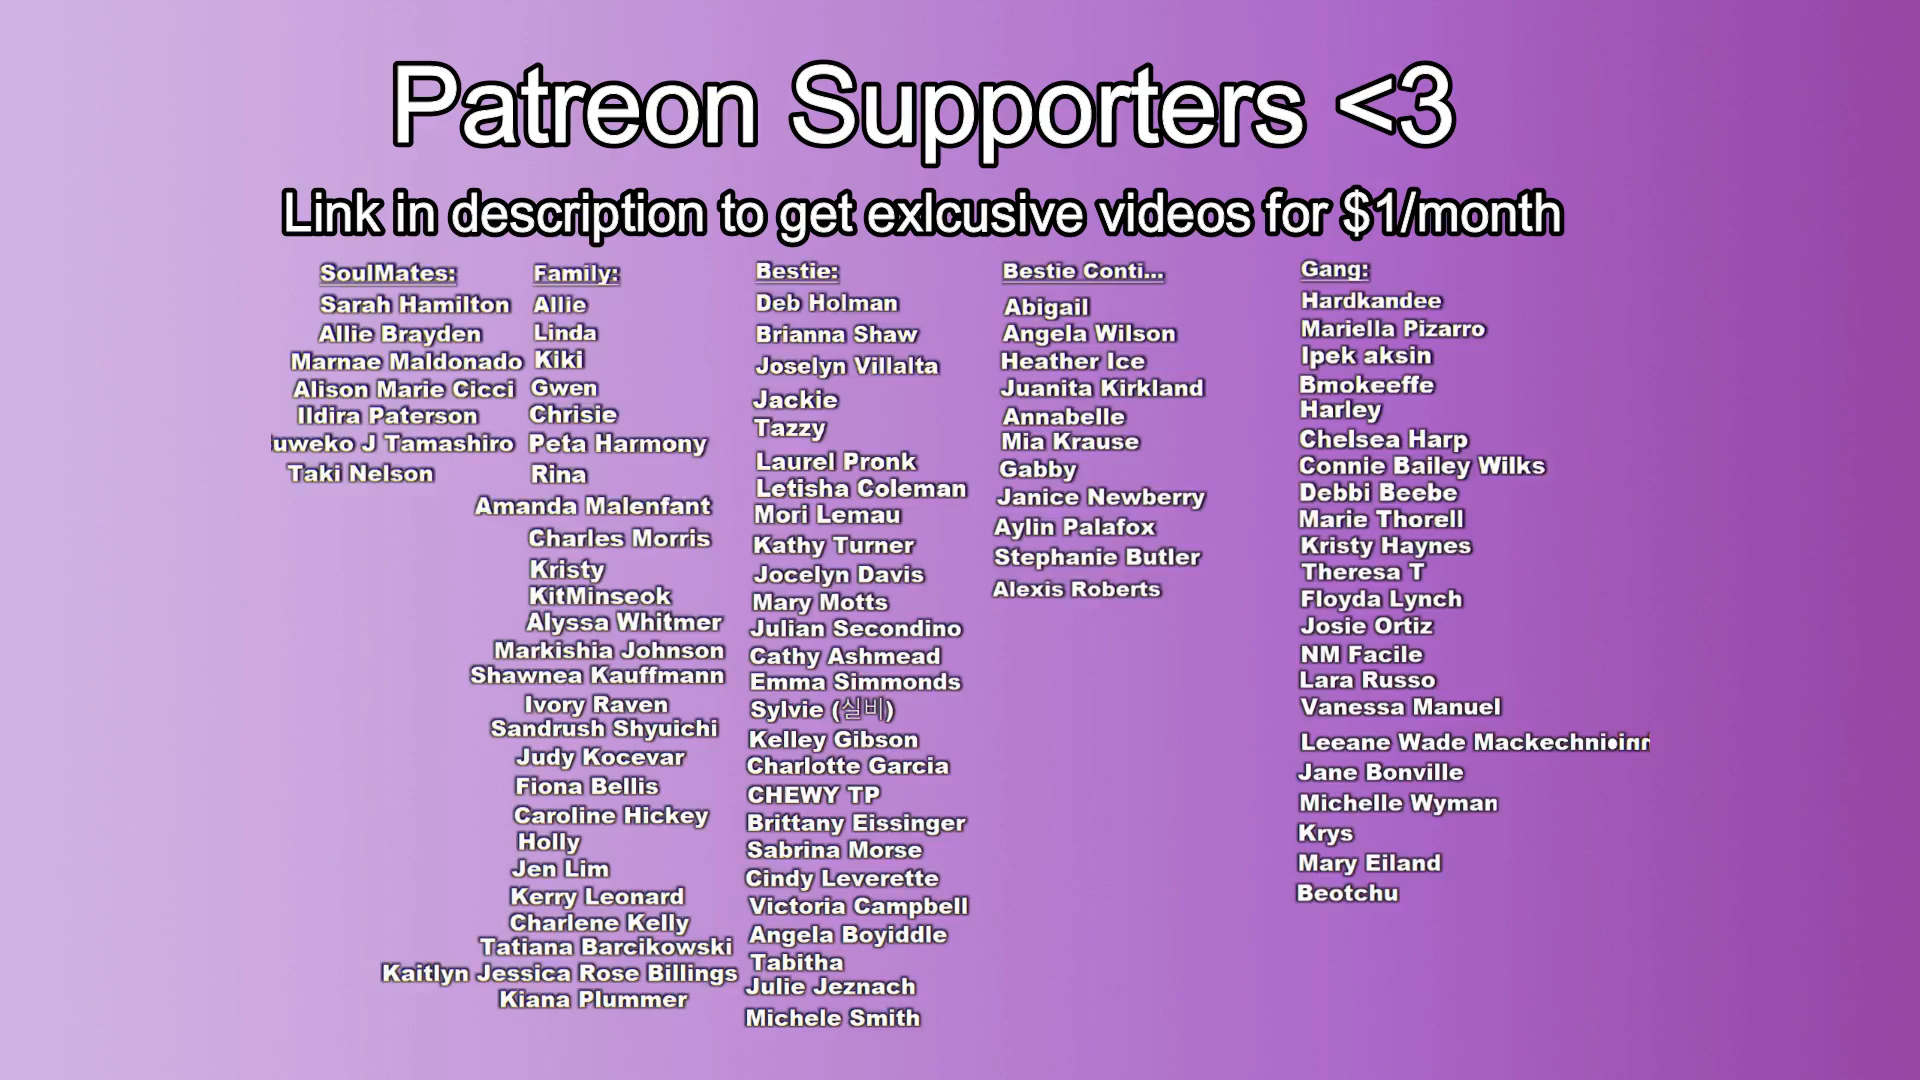 Patreon Supporters <3
Link in description to get exlcusive videos for $1/month
SoulMates:
Sarah Hamilton
Allie Brayden
Marnae Maldonado
Alison Marie Cicci
Ildira Paterson
J Tamashiro
Taki Nelson
Family:
Allie
Linda
Kiki
Gwen
Chrisie
Peta Harmony
Rina
Amanda Malenfant
Charles Morris
Kristy
KitMinseok
Alyssa Whitmer
Markishia Johnson
Shawnea Kauffmann
Ivory Raven
Sandrush Shyuichi
Judy Kocevar
Fiona Bellis
Caroline Hickey
Holly
Jen Lim
Kerry Leonard
Charlene Kelly
Tatiana Barcikowski
Kaitlyn Jessica Rose Billings
Kiana Plummer
Bestie:
Deb Holman
Brianna Shaw
Joselyn Villalta
Jackie
Tazzy
Laurel Pronk
Letisha Coleman
Mori Lemau
Kathy Turner
Jocelyn Davis
Mary Motts
Julian Secondino
Cathy Ashmead
Emma Simmonds
Sylvie (실비)
Kelley Gibson
Charlotte Garcia
CHEWY TP
Brittany Eissinger
Sabrina Morse
Cindy Leverette
Victoria Campbell
Angela Boyiddle
Tabitha
Julie Jeznach
Michele Smith
Bestie Conti...
Abigail
Angela Wilson
Heather Ice
Juanita Kirkland
Annabelle
Mia Krause
Gabby
Janice Newberry
Aylin Palafox
Stephanie Butler
Alexis Roberts
Gang:
Hardkandee
Mariella Pizarro
Ipek aksin
Bmokeeffe
Harley
Chelsea Harp
Connie Bailey Wilks
Debbi Beebe
Marie Thorell
Kristy Haynes
Theresa T
Floyda Lynch
Josie Ortiz
NM Facile
Lara Russo
Vanessa Manuel
Leeane Wade
Jane Bonville
Michelle Wyman
Krys
Mary Eiland
Beotchu